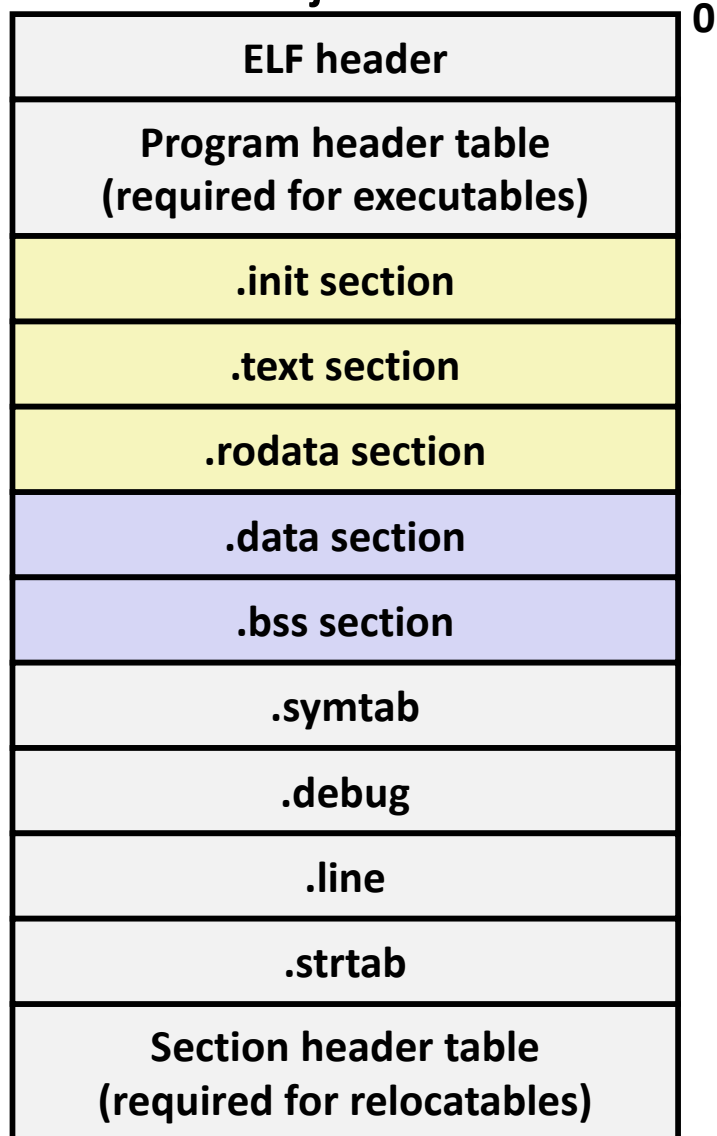 0
ELF header
Program header table
(required for executables)
.init section
.text section
.rodata section
.data section
.bss section
.symtab
.debug
.line
.strtab
Section header table
(required for relocatables)